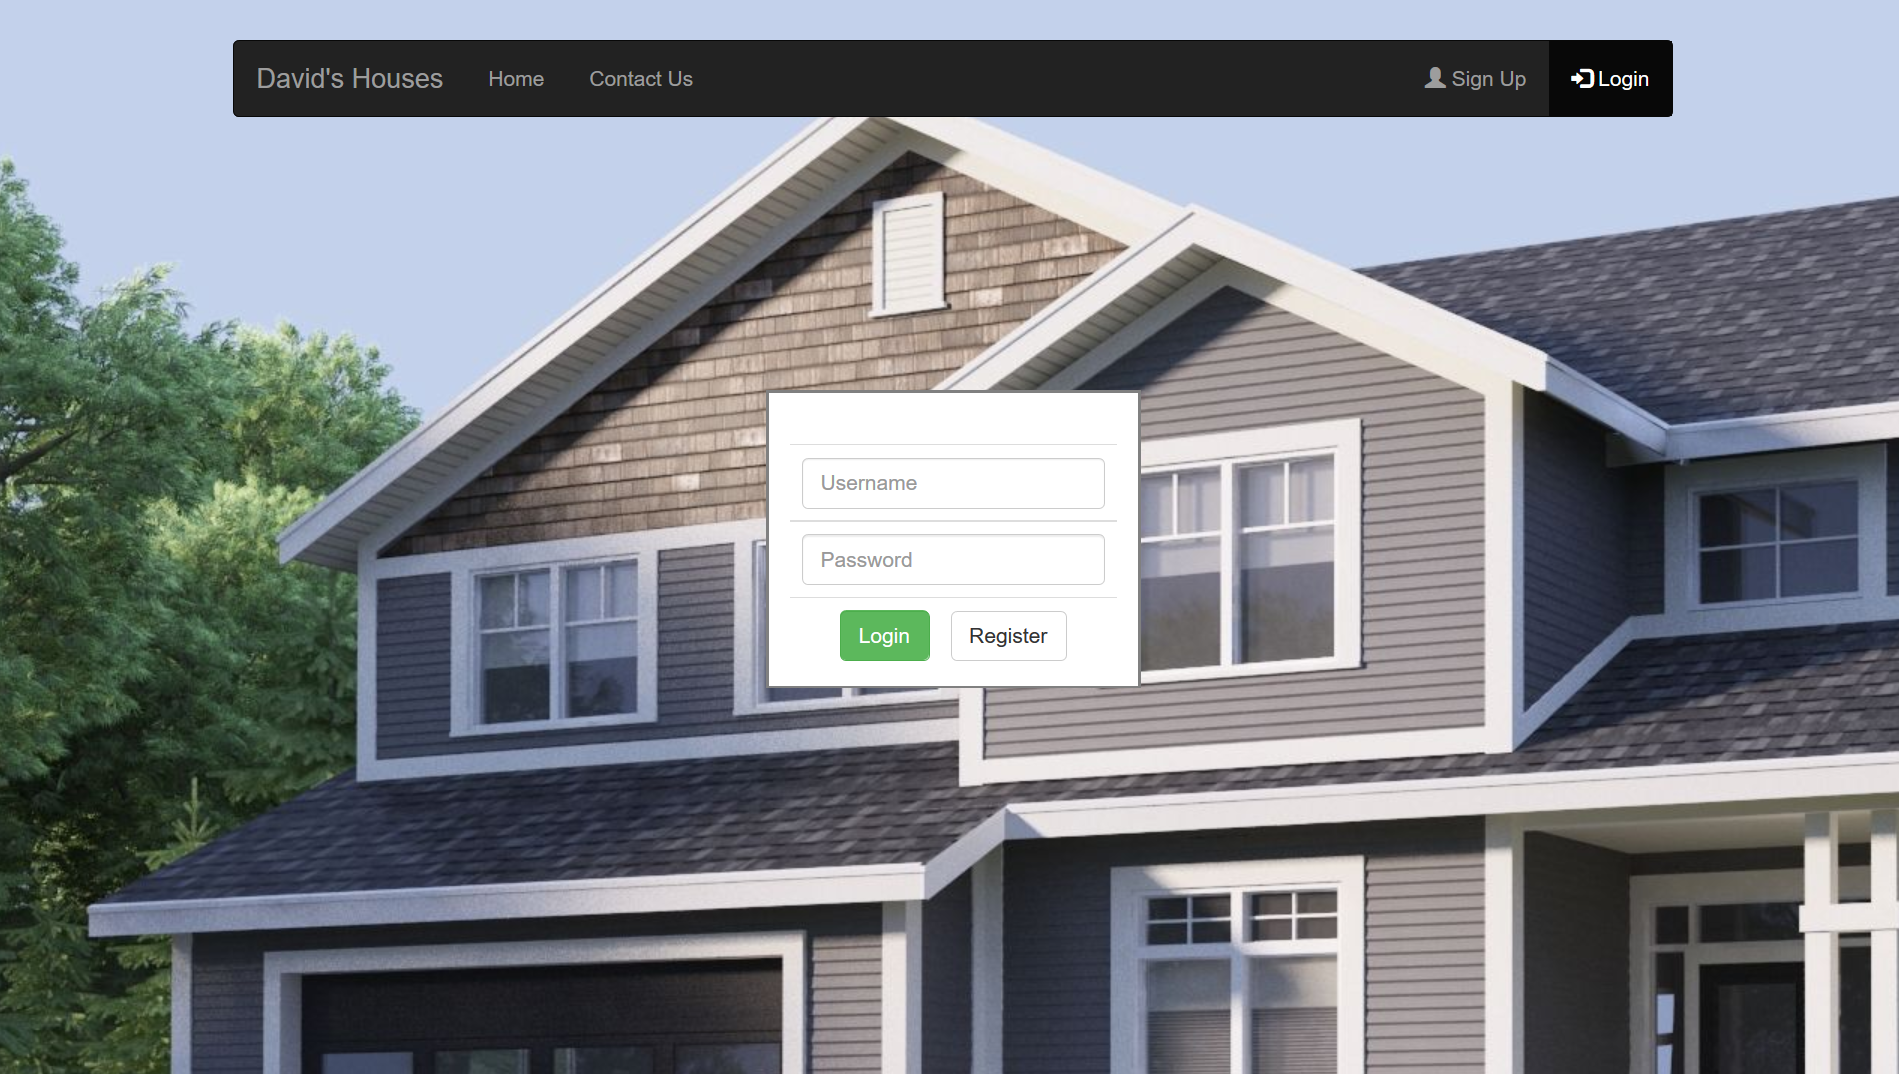 David's Houses Home Contact Us Sign Up Login
Username
Password
Login Register